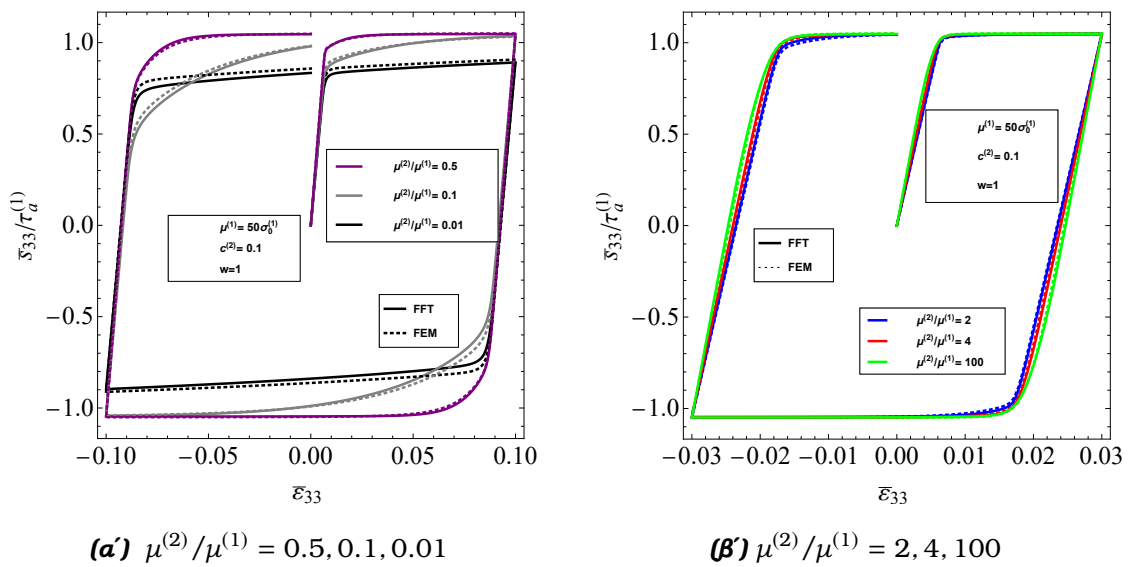 1.0
0.5
0.0
−0.5
−1.0
s̅₃₃/τₐ⁽¹⁾
μ⁽²⁾/μ⁽¹⁾= 0.5
μ⁽²⁾/μ⁽¹⁾= 0.1
μ⁽²⁾/μ⁽¹⁾= 0.01
μ⁽¹⁾= 50σ₀⁽¹⁾
c⁽²⁾= 0.1
w=1
FFT
FEM
−0.10 −0.05 0.00 0.05 0.10
ε̅₃₃
(α΄) μ⁽²⁾/μ⁽¹⁾ = 0.5, 0.1, 0.01
1.0
0.5
0.0
−0.5
−1.0
s̅₃₃/τₐ⁽¹⁾
μ⁽¹⁾= 50σ₀⁽¹⁾
c⁽²⁾= 0.1
w=1
FFT
FEM
μ⁽²⁾/μ⁽¹⁾= 2
μ⁽²⁾/μ⁽¹⁾= 4
μ⁽²⁾/μ⁽¹⁾= 100
−0.03 −0.02 −0.01 0.00 0.01 0.02 0.03
ε̅₃₃
(β΄) μ⁽²⁾/μ⁽¹⁾ = 2, 4, 100